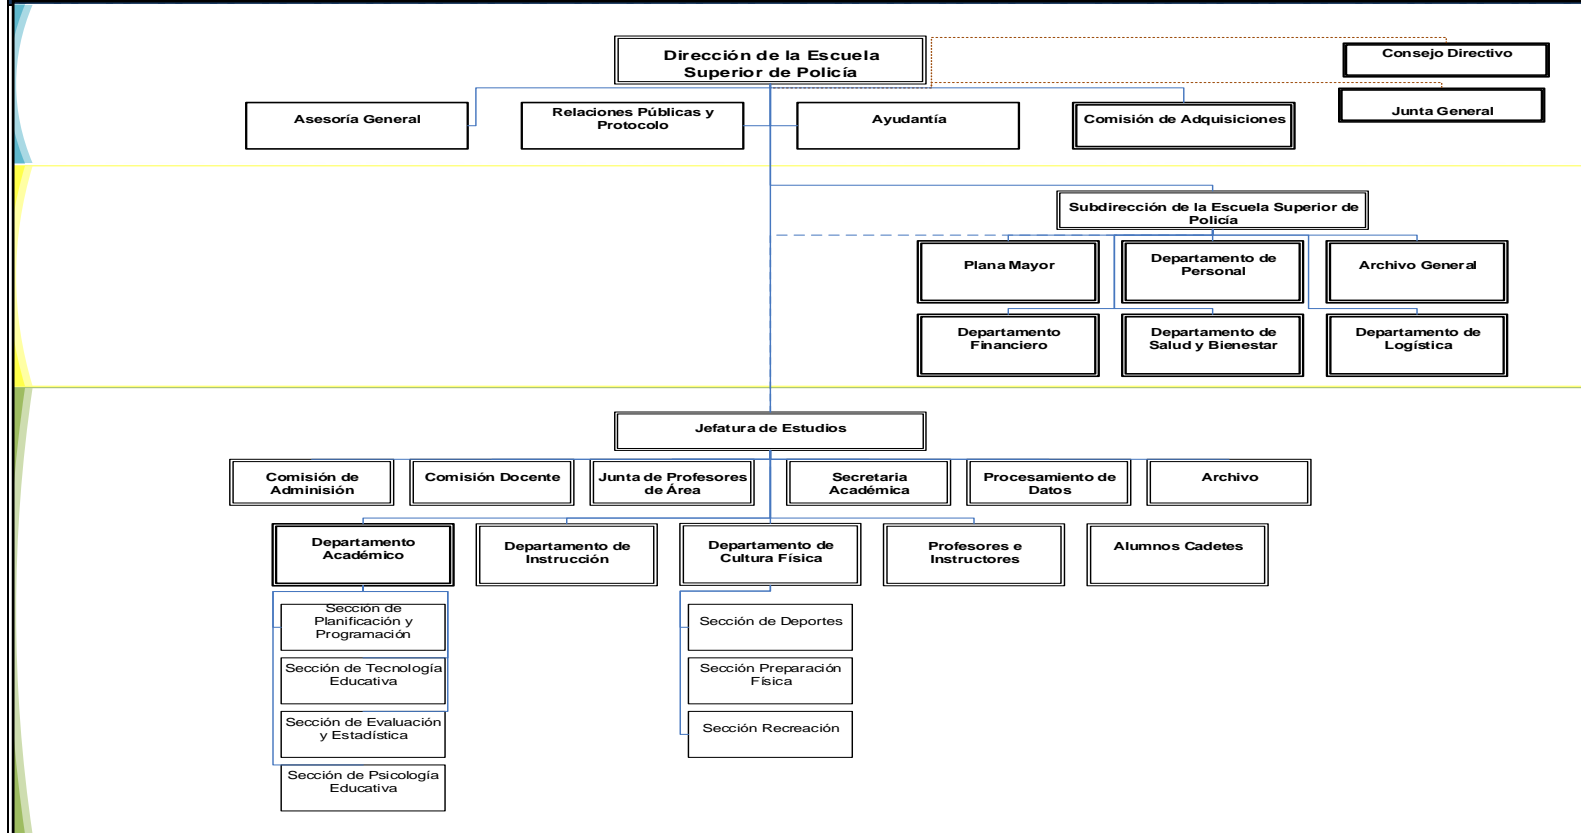 Dirección de la Escuela
Superior de Policía
Consejo Directivo
Junta General
Asesoría General
Relaciones Públicas y
Protocolo
Ayudantía
Comisión de Adquisiciones
Subdirección de la Escuela Superior de
Policía
Plana Mayor
Departamento de
Personal
Archivo General
Departamento
Financiero
Departamento de
Salud y Bienestar
Departamento de
Logística
Jefatura de Estudios
Comisión de
Adminisión
Comisión Docente
Junta de Profesores
de Área
Secretaria
Académica
Procesamiento de
Datos
Archivo
Departamento
Académico
Departamento de
Instrucción
Departamento de
Cultura Física
Profesores e
Instructores
Alumnos Cadetes
Sección de
Planificación y
Programación
Sección de Tecnología
Educativa
Sección de Evaluación
y Estadística
Sección de Psicología
Educativa
Sección de Deportes
Sección Preparación
Física
Sección Recreación